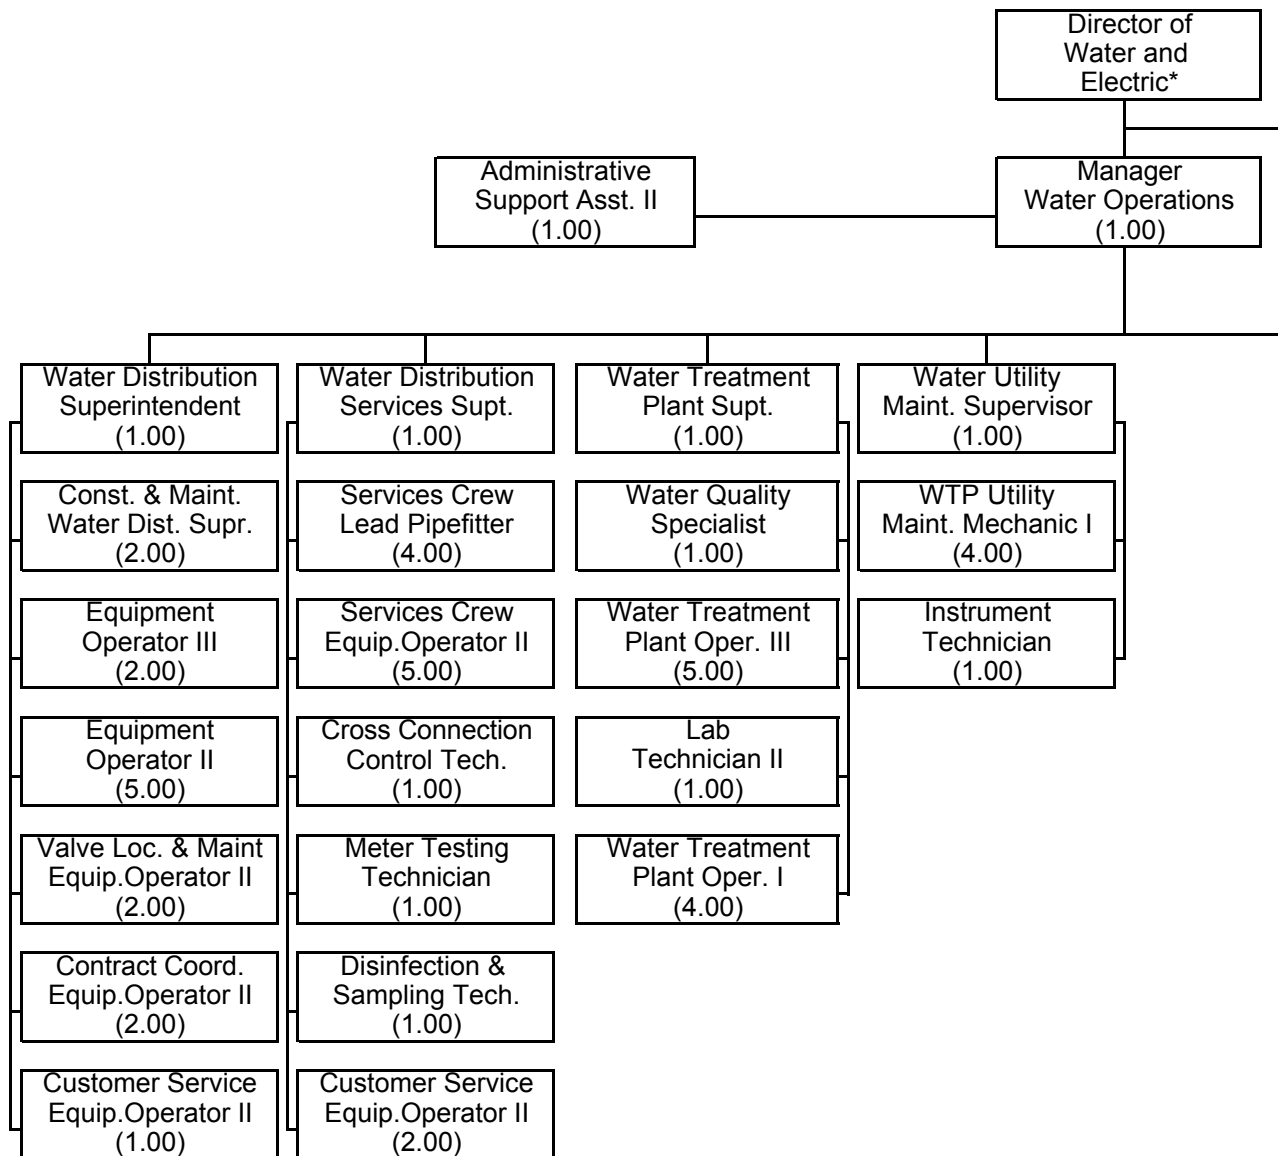 Director of
Water and
Electric*
Administrative
Support Asst. II
(1.00)
Manager
Water Operations
(1.00)
Water Distribution
Superintendent
(1.00)
Const. & Maint.
Water Dist. Supr.
(2.00)
Equipment
Operator III
(2.00)
Equipment
Operator II
(5.00)
Valve Loc. & Maint
Equip.Operator II
(2.00)
Contract Coord.
Equip.Operator II
(2.00)
Customer Service
Equip.Operator II
(1.00)
Water Distribution
Services Supt.
(1.00)
Services Crew
Lead Pipefitter
(4.00)
Services Crew
Equip.Operator II
(5.00)
Cross Connection
Control Tech.
(1.00)
Meter Testing
Technician
(1.00)
Disinfection &
Sampling Tech.
(1.00)
Customer Service
Equip.Operator II
(2.00)
Water Treatment
Plant Supt.
(1.00)
Water Quality
Specialist
(1.00)
Water Treatment
Plant Oper. III
(5.00)
Lab
Technician II
(1.00)
Water Treatment
Plant Oper. I
(4.00)
Water Utility
Maint. Supervisor
(1.00)
WTP Utility
Maint. Mechanic I
(4.00)
Instrument
Technician
(1.00)